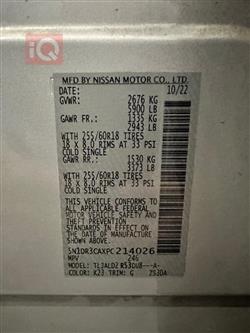 iQ
MFD BY NISSAN MOTOR CO., LTD.
DATE: 10/22
GVWR: 2676 KG
5900 LB
GAWR FR.: 1335 KG
2943 LB
WITH 255/60R18 TIRES
18 X 8.0 RIMS AT 33 PSI
COLD SINGLE
GAWR RR.: 1530 KG
3373 LB
WITH 255/60R18 TIRES
18 X 8.0 RIMS AT 33 PSI
COLD SINGLE
THIS VEHICLE CONFORMS TO
ALL APPLICABLE FEDERAL
MOTOR VEHICLE SAFETY AND
THEFT PREVENTION STANDARDS
IN EFFECT ON THE DATE OF
MANUFACTURE SHOWN ABOVE.
5N1DR3CAXPC214026
MPV 246
MODEL:
COLOR: K23 TRIM: G